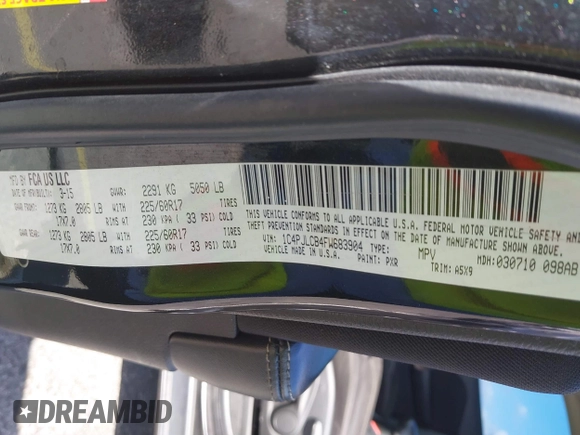 MFD BY FCA US LLC
DATE OF MFR 3-15 GVWR: 2291 KG 5050 LB
GAWR FRONT: 1273 KG 2805 LB WITH 225/60R17 TIRES
17X7.0 RIMS AT 230 KPA ( 33 PSI) COLD
GAWR REAR: 1273 KG 2805 LB WITH 225/60R17 TIRES
17X7.0 RIMS AT 230 KPA ( 33 PSI) COLD
THIS VEHICLE CONFORMS TO ALL APPLICABLE U.S.A. FEDERAL MOTOR VEHICLE SAFETY,
BUMPER, AND THEFT PREVENTION STANDARDS IN EFFECT ON THE DATE OF MANUFACTURE SHOWN ABOVE.
VIN: 1C4PJLCB4FW683904 MPV
VEHICLE MADE IN U.S.A. PAINT: PXR TRIM: A5X9 MDH: 030710 098AB
DREAMBID